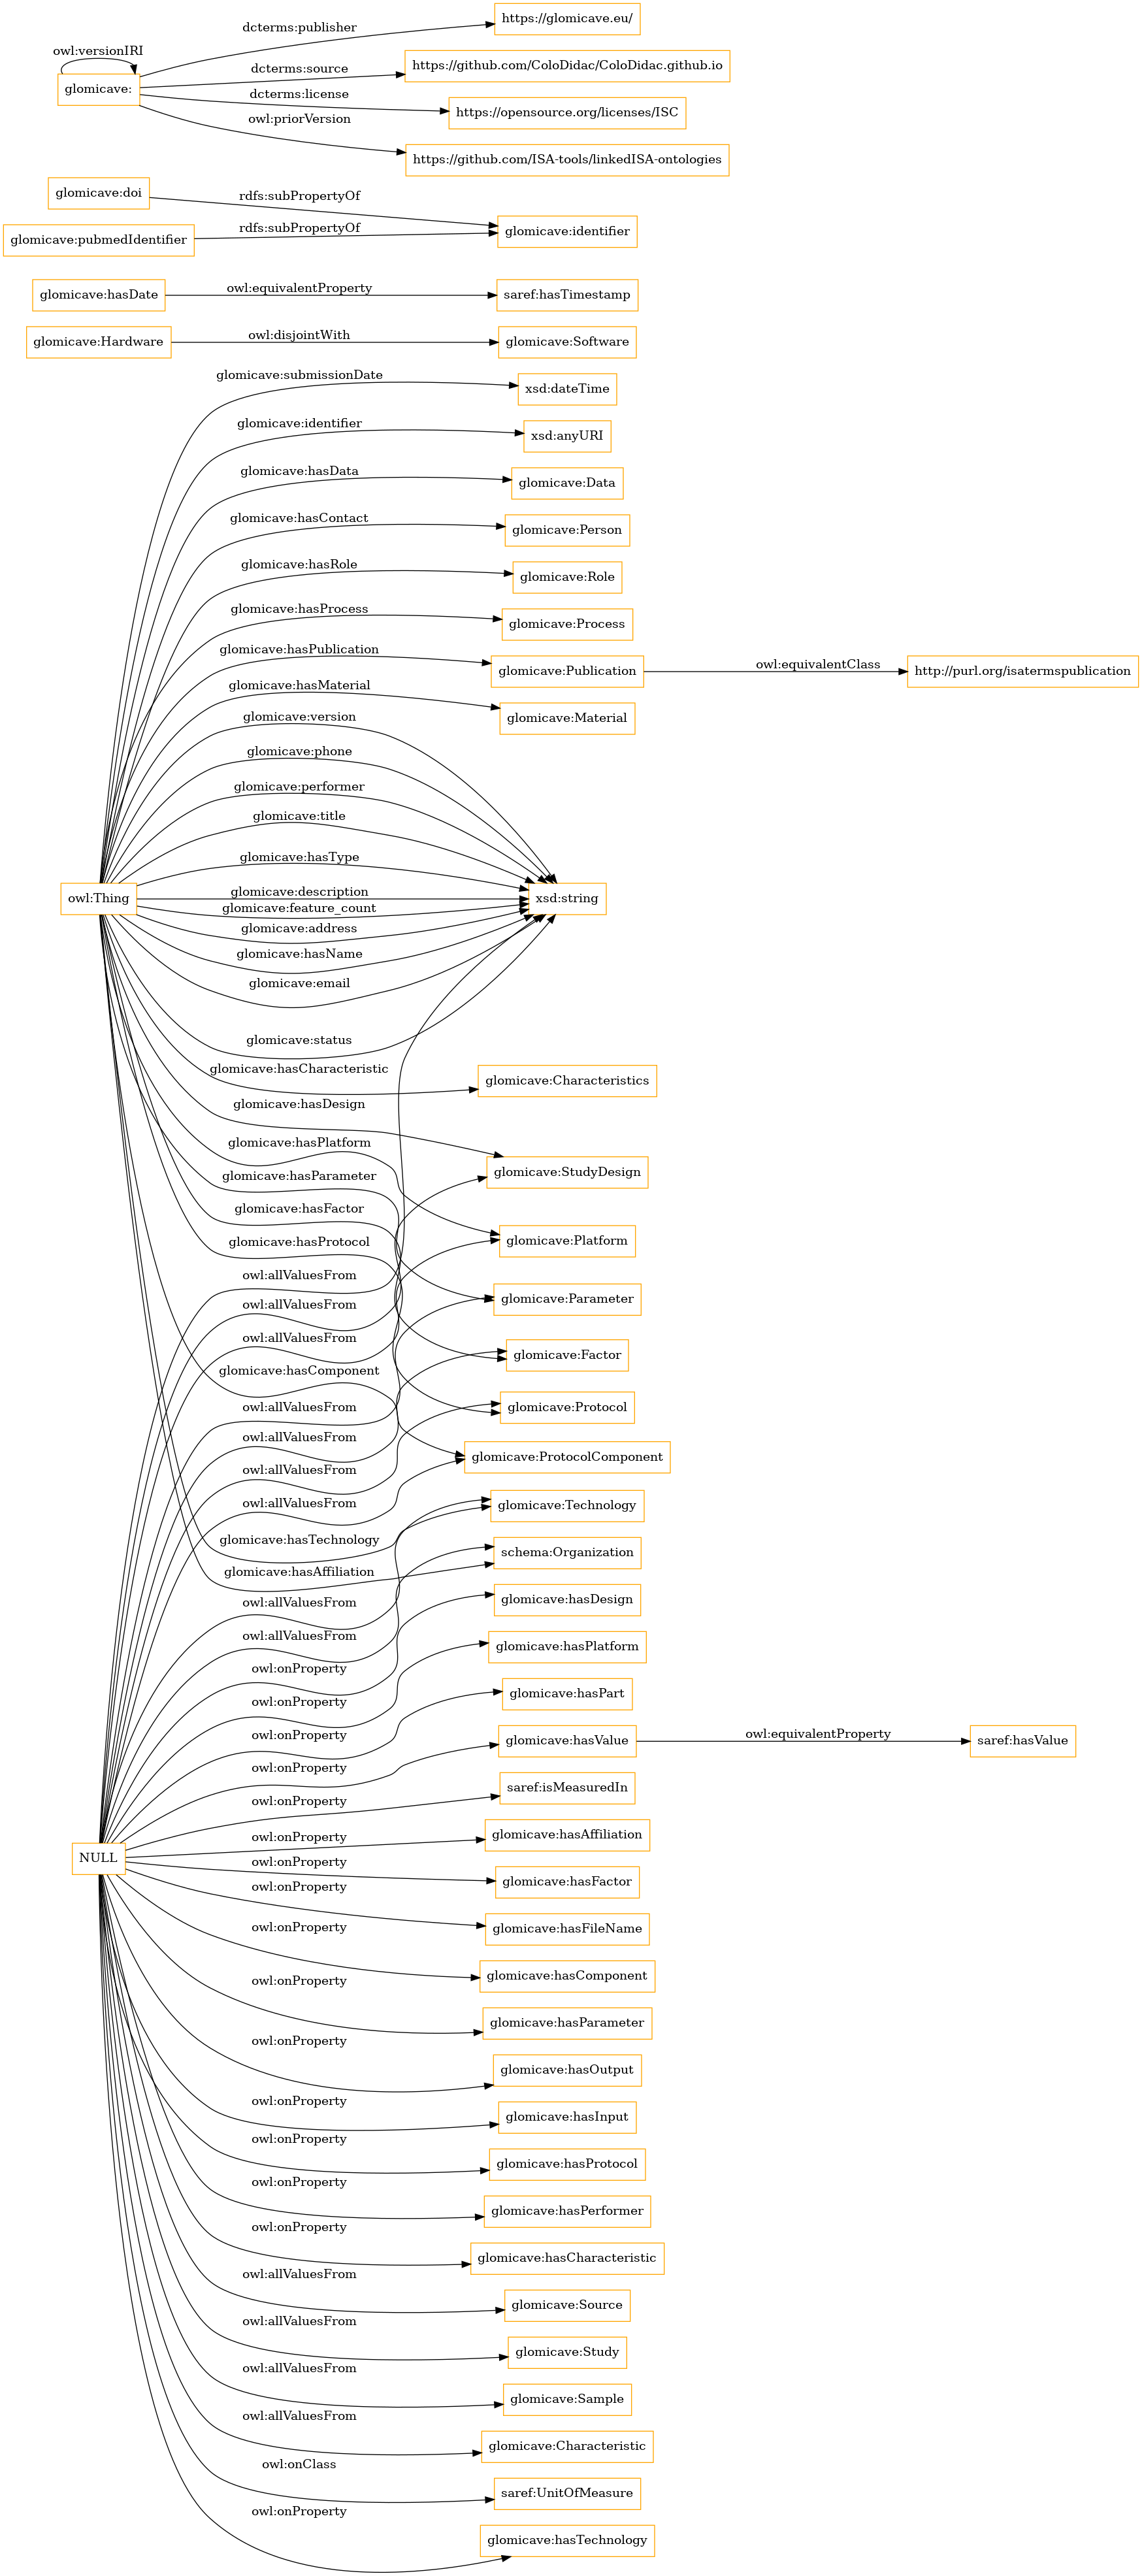 https://glomicave.eu/
dcterms:publisher
owl:versionIRI
https://github.com/ColoDidac/ColoDidac.github.io
dcterms:source
glomicave:
dcterms:license
https://opensource.org/licenses/ISC
owl:priorVersion
https://github.com/ISA-tools/linkedISA-ontologies
glomicave:doi
rdfs:subPropertyOf
glomicave:pubmedIdentifier
rdfs:subPropertyOf
glomicave:identifier
glomicave:hasDate
owl:equivalentProperty
saref:hasTimestamp
glomicave:Hardware
owl:disjointWith
glomicave:Software
glomicave:submissionDate
xsd:dateTime
glomicave:identifier
xsd:anyURI
glomicave:hasData
glomicave:Data
glomicave:hasContact
glomicave:Person
glomicave:hasRole
glomicave:Role
glomicave:hasProcess
glomicave:Process
glomicave:hasPublication
glomicave:Publication
owl:equivalentClass
http://purl.org/isatermspublication
glomicave:hasMaterial
glomicave:Material
glomicave:version
glomicave:phone
glomicave:performer
glomicave:title
glomicave:hasType
glomicave:description
owl:Thing
xsd:string
glomicave:feature_count
glomicave:address
glomicave:hasName
glomicave:email
glomicave:status
glomicave:hasCharacteristic
glomicave:Characteristics
glomicave:hasDesign
glomicave:hasPlatform
glomicave:StudyDesign
glomicave:hasParameter
glomicave:hasFactor
glomicave:hasProtocol
glomicave:Platform
owl:allValuesFrom
owl:allValuesFrom
glomicave:Parameter
owl:allValuesFrom
glomicave:Factor
glomicave:hasComponent
owl:allValuesFrom
glomicave:Protocol
owl:allValuesFrom
glomicave:ProtocolComponent
owl:allValuesFrom
owl:allValuesFrom
glomicave:Technology
glomicave:hasTechnology
schema:Organization
glomicave:hasAffiliation
owl:allValuesFrom
glomicave:hasDesign
owl:allValuesFrom
glomicave:hasPlatform
owl:onProperty
owl:onProperty
glomicave:hasPart
owl:onProperty
glomicave:hasValue
owl:equivalentProperty
saref:hasValue
owl:onProperty
saref:isMeasuredIn
owl:onProperty
glomicave:hasAffiliation
owl:onProperty
NULL
owl:onProperty
glomicave:hasFactor
owl:onProperty
glomicave:hasFileName
owl:onProperty
glomicave:hasComponent
owl:onProperty
glomicave:hasParameter
owl:onProperty
glomicave:hasOutput
owl:onProperty
glomicave:hasInput
owl:onProperty
glomicave:hasProtocol
owl:onProperty
glomicave:hasPerformer
owl:onProperty
glomicave:hasCharacteristic
owl:allValuesFrom
glomicave:Source
owl:allValuesFrom
glomicave:Study
owl:allValuesFrom
glomicave:Sample
owl:allValuesFrom
glomicave:Characteristic
owl:onClass
saref:UnitOfMeasure
owl:onProperty
glomicave:hasTechnology